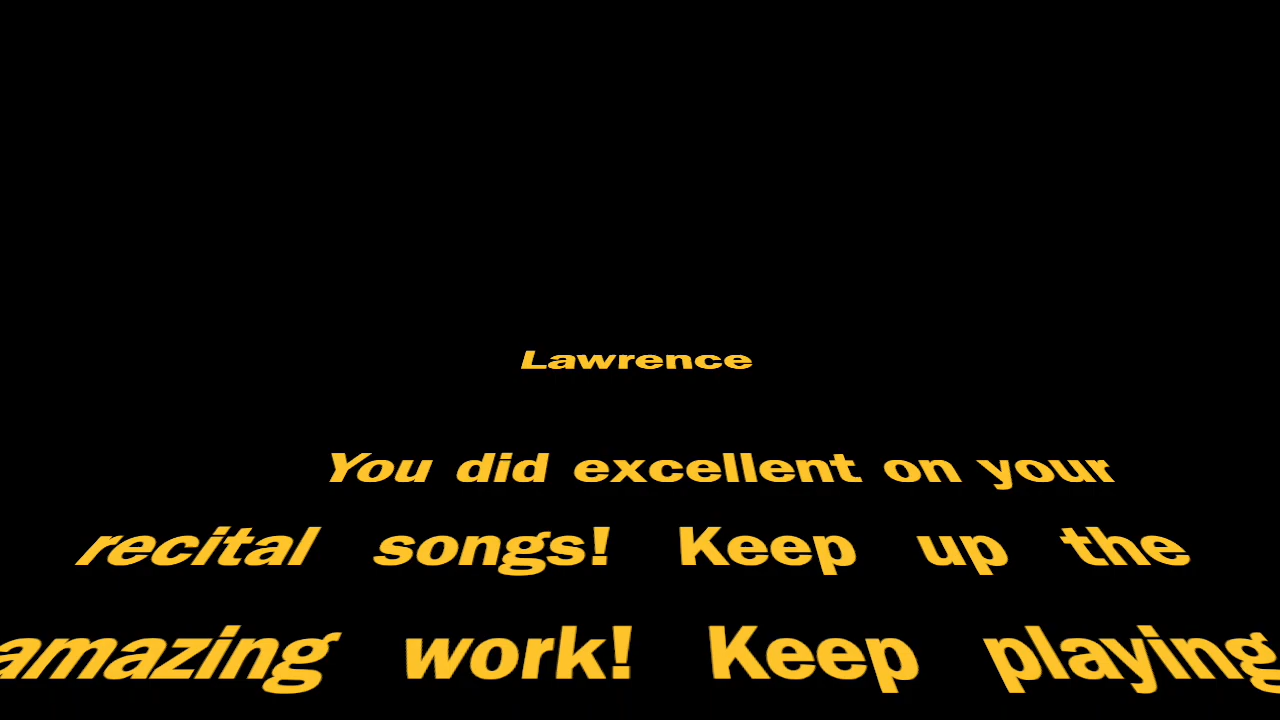 Lawrence
You did excellent on your
recital songs! Keep up the
amazing work! Keep playing